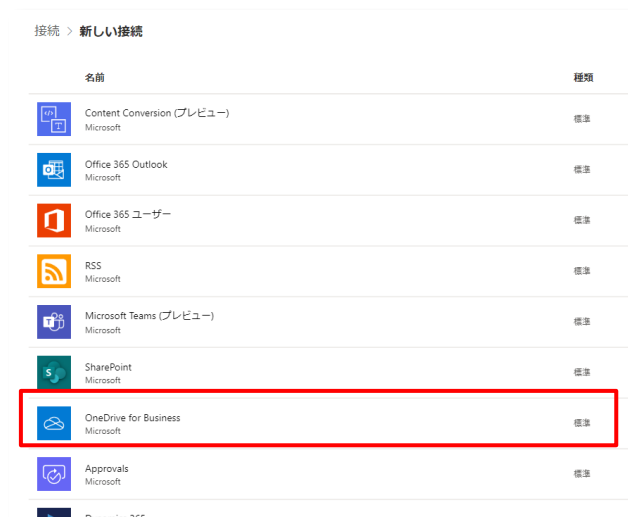 接続 > 新しい接続
名前 種類
Content Conversion (プレビュー) 標準
Microsoft
Office 365 Outlook 標準
Microsoft
Office 365 ユーザー 標準
Microsoft
RSS 標準
Microsoft
Microsoft Teams (プレビュー) 標準
Microsoft
SharePoint 標準
Microsoft
OneDrive for Business 標準
Microsoft
Approvals 標準
Microsoft